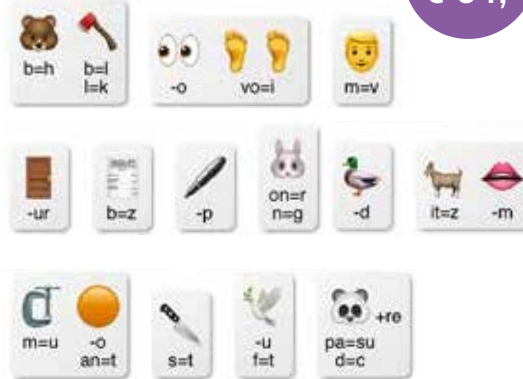 b=h b=l -o vo=i m=v
l=k
-ur b=z -p on=r -d it=z -m
n=g
+re
m=u -o s=t -u pa=su
an=t f=t d=c